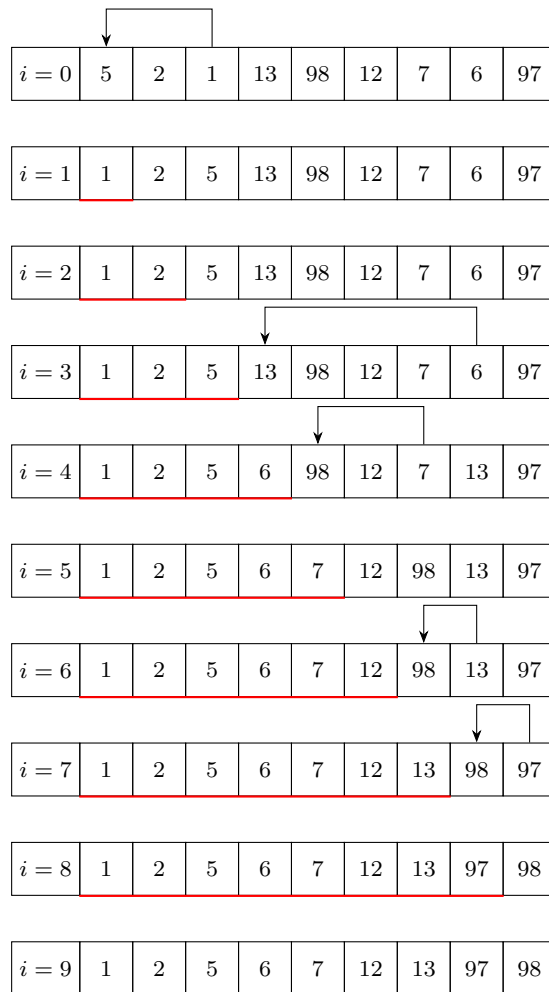 i = 0 5 2 1 13 98 12 7 6 97
i = 1 1 2 5 13 98 12 7 6 97
i = 2 1 2 5 13 98 12 7 6 97
i = 3 1 2 5 13 98 12 7 6 97
i = 4 1 2 5 6 98 12 7 13 97
i = 5 1 2 5 6 7 12 98 13 97
i = 6 1 2 5 6 7 12 98 13 97
i = 7 1 2 5 6 7 12 13 98 97
i = 8 1 2 5 6 7 12 13 97 98
i = 9 1 2 5 6 7 12 13 97 98